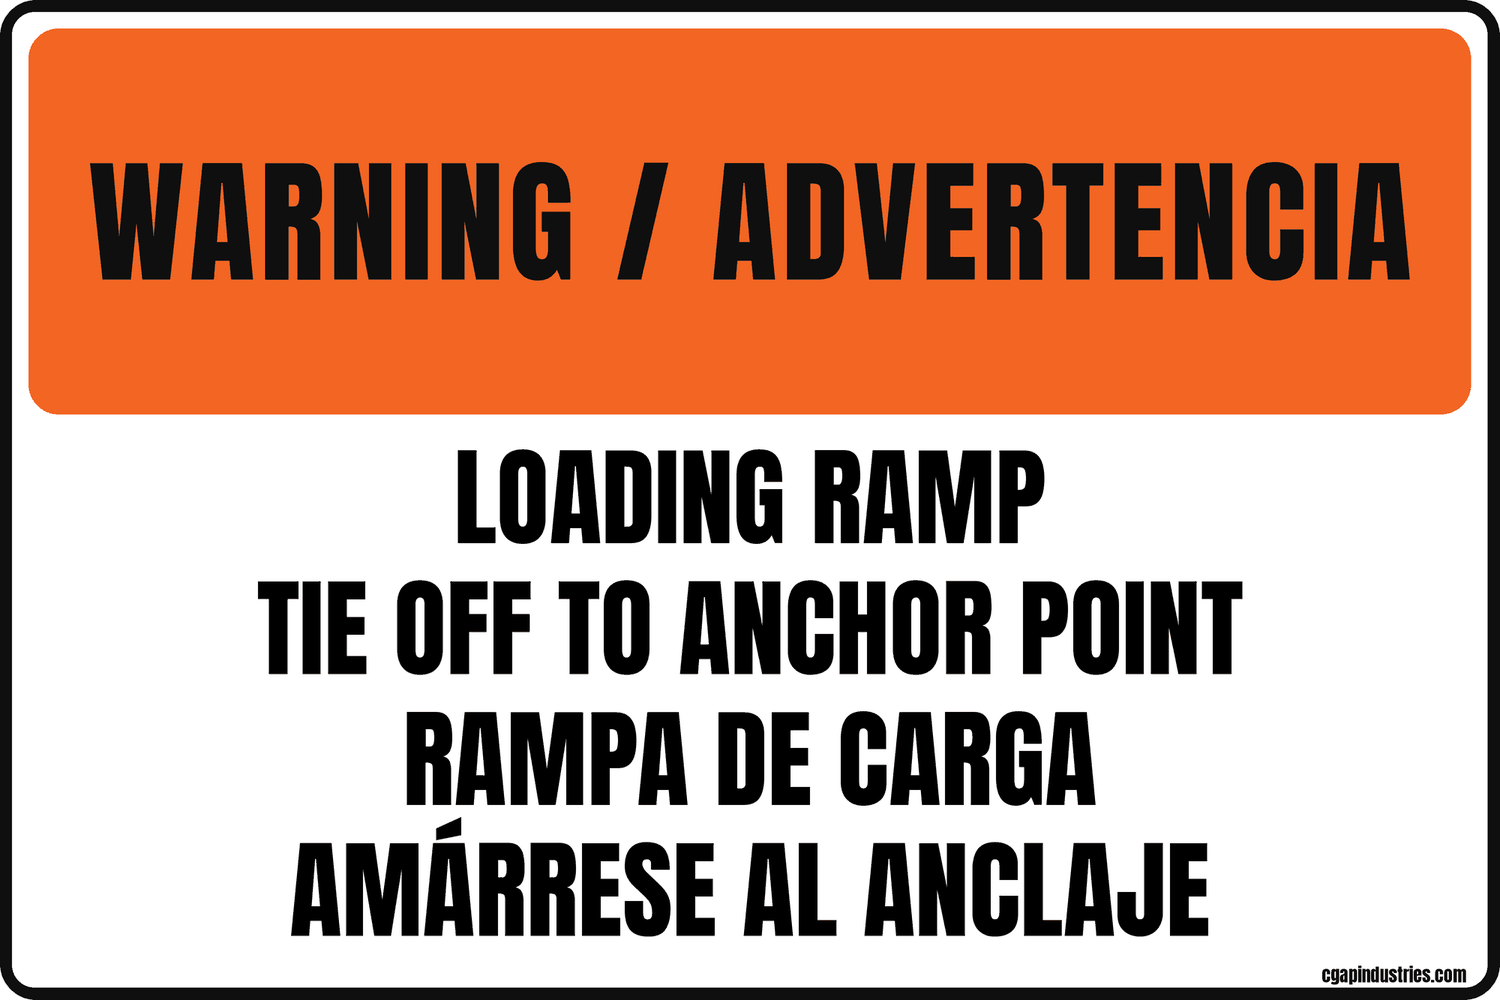 WARNING / ADVERTENCIA
LOADING RAMP
TIE OFF TO ANCHOR POINT
RAMPA DE CARGA
AMÁRRESE AL ANCLAJE
cgapindustries.com